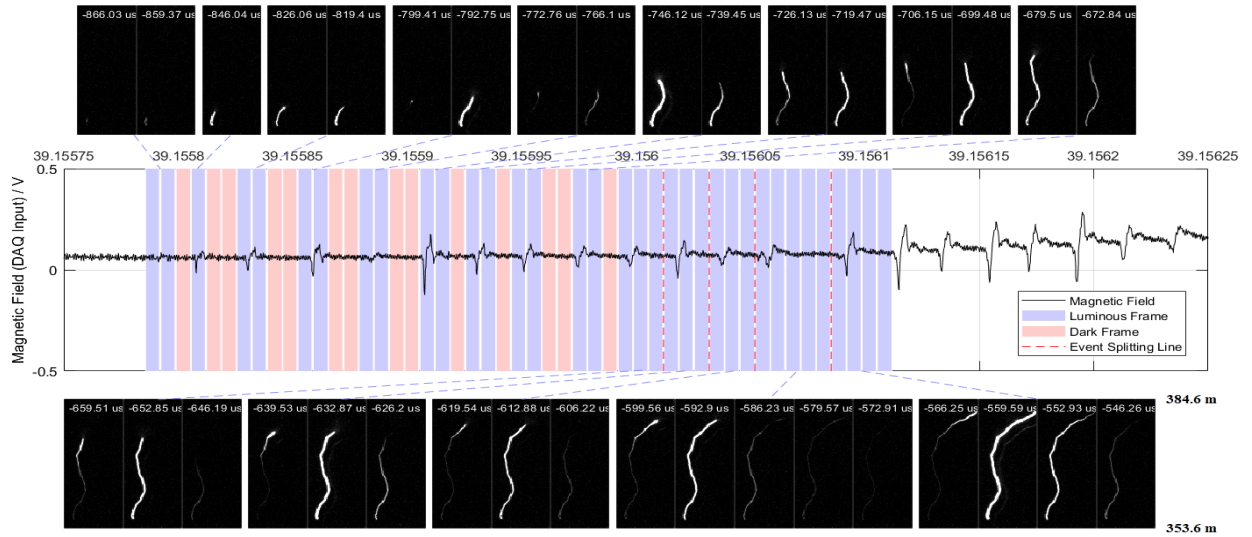 -866.03 us -859.37 us -846.04 us -826.06 us -819.4 us -799.41 us -792.75 us -772.76 us -766.1 us -746.12 us -739.45 us -726.13 us -719.47 us -706.15 us -699.48 us -679.5 us -672.84 us
39.15575 39.1558 39.15585 39.1559 39.15595 39.156 39.15605 39.1561 39.15615 39.1562 39.15625
0.5
0
-0.5
Magnetic Field (DAQ Input) / V
Magnetic Field
Luminous Frame
Dark Frame
Event Splitting Line
-659.51 us -652.85 us -646.19 us -639.53 us -632.87 us -626.2 us -619.54 us -612.88 us -606.22 us -599.56 us -592.9 us -586.23 us -579.57 us -572.91 us -566.25 us -559.59 us -552.93 us -546.26 us
384.6 m
353.6 m